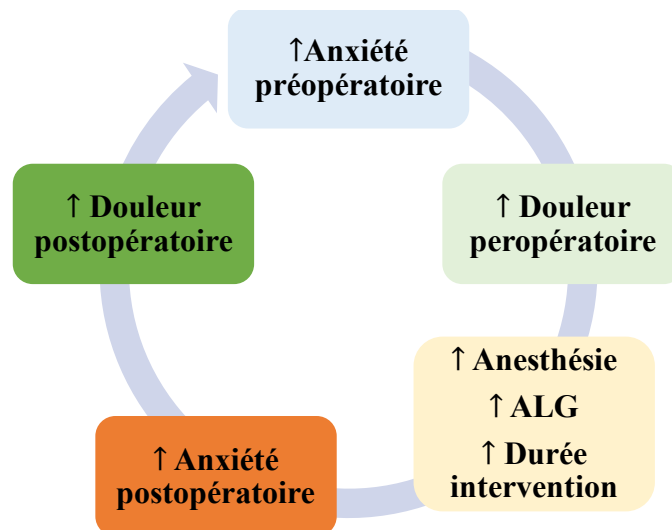 ↑Anxiété
préopératoire
↑ Douleur
peropératoire
↑ Anesthésie
↑ ALG
↑ Durée
intervention
↑ Anxiété
postopératoire
↑ Douleur
postopératoire